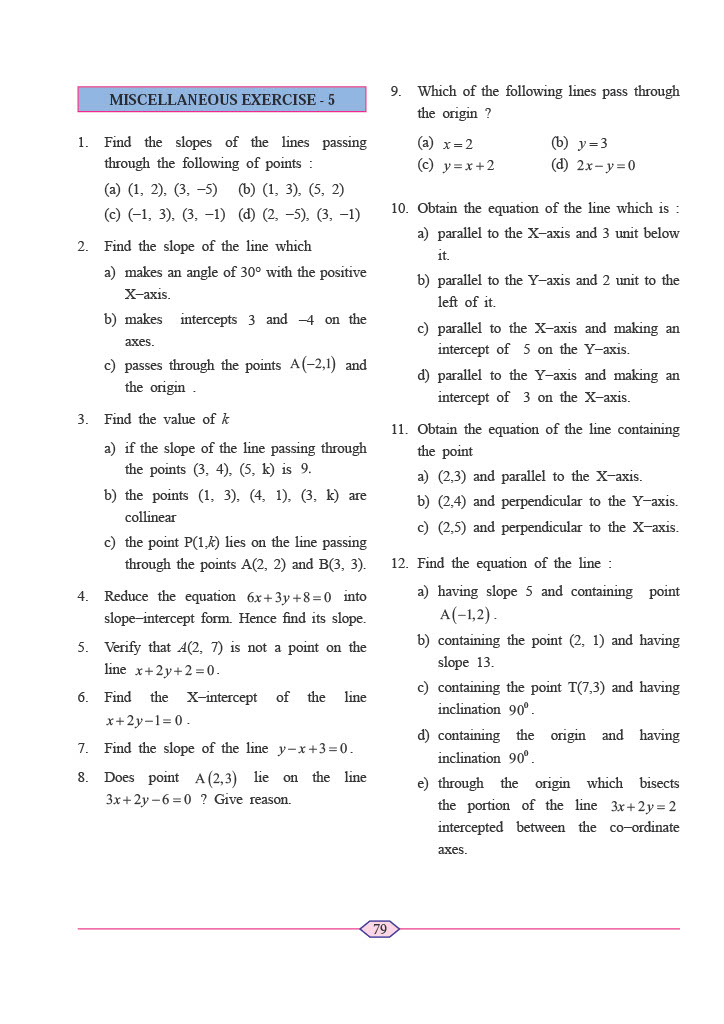 MISCELLANEOUS EXERCISE - 5
1. Find the slopes of the lines passing
through the following of points :
(a) (1, 2), (3, −5) (b) (1, 3), (5, 2)
(c) (−1, 3), (3, −1) (d) (2, −5), (3, −1)
2. Find the slope of the line which
a) makes an angle of 30° with the positive
X−axis.
b) makes intercepts 3 and −4 on the
axes.
c) passes through the points A(−2,1) and
the origin .
3. Find the value of k
a) if the slope of the line passing through
the points (3, 4), (5, k) is 9.
b) the points (1, 3), (4, 1), (3, k) are
collinear
c) the point P(1,k) lies on the line passing
through the points A(2, 2) and B(3, 3).
4. Reduce the equation 6x+3y+8=0 into
slope−intercept form. Hence find its slope.
5. Verify that A(2, 7) is not a point on the
line x+2y+2=0.
6. Find the X−intercept of the line
x+2y−1=0 .
7. Find the slope of the line y−x+3=0.
8. Does point A(2,3) lie on the line
3x+2y−6=0 ? Give reason.
9. Which of the following lines pass through
the origin ?
(a) x=2 (b) y=3
(c) y=x+2 (d) 2x−y=0
10. Obtain the equation of the line which is :
a) parallel to the X−axis and 3 unit below
it.
b) parallel to the Y−axis and 2 unit to the
left of it.
c) parallel to the X−axis and making an
intercept of 5 on the Y−axis.
d) parallel to the Y−axis and making an
intercept of 3 on the X−axis.
11. Obtain the equation of the line containing
the point
a) (2,3) and parallel to the X−axis.
b) (2,4) and perpendicular to the Y−axis.
c) (2,5) and perpendicular to the X−axis.
12. Find the equation of the line :
a) having slope 5 and containing point
A(−1,2).
b) containing the point (2, 1) and having
slope 13.
c) containing the point T(7,3) and having
inclination 90⁰.
d) containing the origin and having
inclination 90⁰.
e) through the origin which bisects
the portion of the line 3x+2y=2
intercepted between the co−ordinate
axes.
79